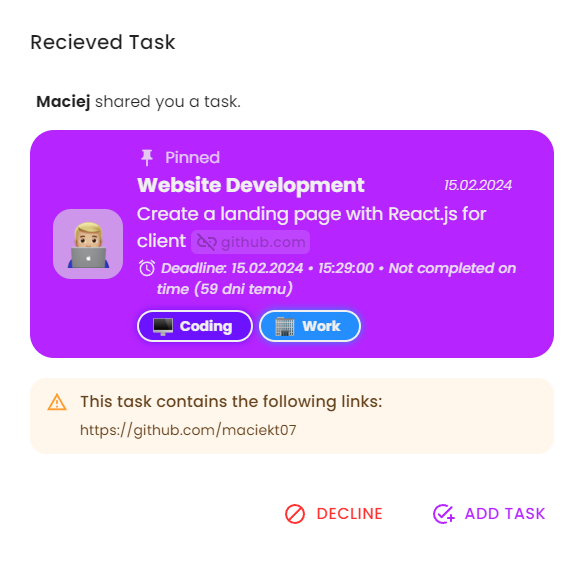 Recieved Task
Maciej shared you a task.
Pinned
Website Development 15.02.2024
Create a landing page with React.js for
client github.com
Deadline: 15.02.2024 • 15:29:00 • Not completed on
time (59 dni temu)
Coding Work
This task contains the following links:
https://github.com/maciekt07
DECLINE ADD TASK